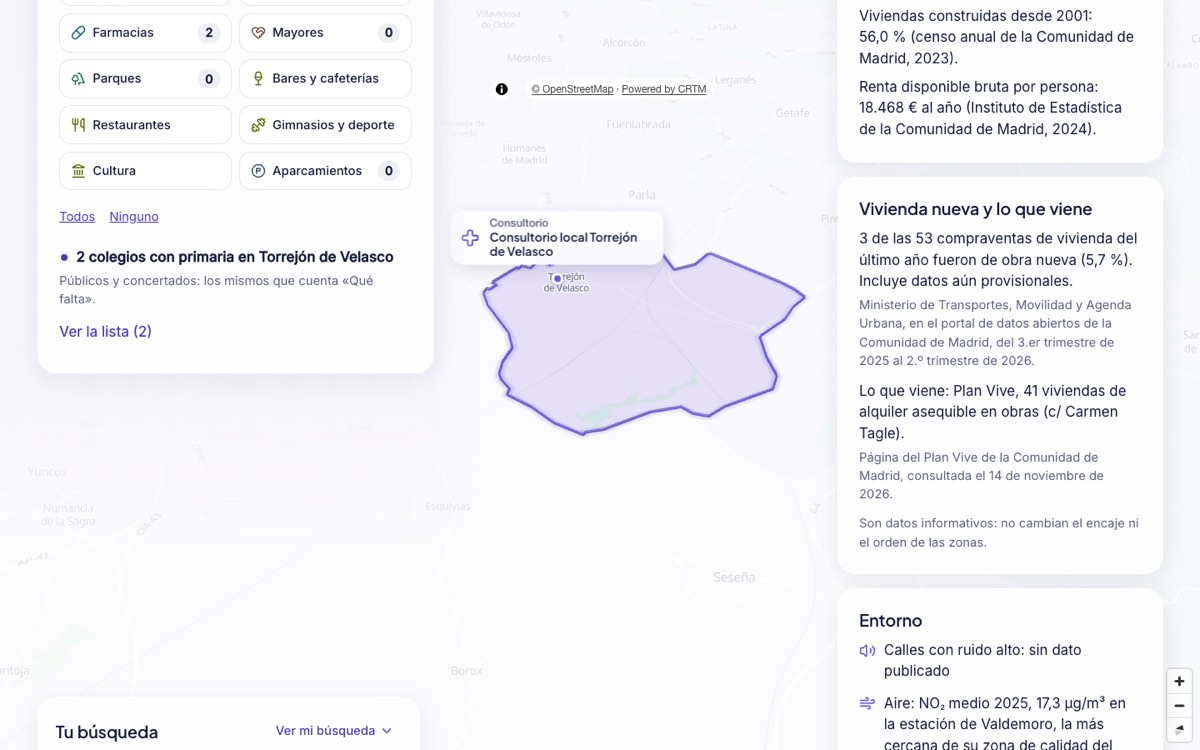 Farmacias 2
Mayores 0
Parques 0
Bares y cafeterías
Restaurantes
Gimnasios y deporte
Cultura
Aparcamientos 0
Todos Ninguno
2 colegios con primaria en Torrejón de Velasco
Públicos y concertados: los mismos que cuenta «Qué
falta».
Ver la lista (2)
Tu búsqueda
Ver mi búsqueda
Villaviciosa
de Odón
Alcorcón
LATINA
Móstoles
Leganés
© OpenStreetMap · Powered by CRTM
Getafe
Fuenlabrada
Humanes
de Madrid
Parla
Consultorio
Consultorio local Torrejón
de Velasco
Torrejón
de Velasco
Yuncos
Numancia
de la Sagra
Esquivias
Seseña
Borox
Viviendas construidas desde 2001:
56,0 % (censo anual de la Comunidad de
Madrid, 2023).
Renta disponible bruta por persona:
18.468 € al año (Instituto de Estadística
de la Comunidad de Madrid, 2024).
Vivienda nueva y lo que viene
3 de las 53 compraventas de vivienda del
último año fueron de obra nueva (5,7 %).
Incluye datos aún provisionales.
Ministerio de Transportes, Movilidad y Agenda
Urbana, en el portal de datos abiertos de la
Comunidad de Madrid, del 3.er trimestre de
2025 al 2.º trimestre de 2026.
Lo que viene: Plan Vive, 41 viviendas de
alquiler asequible en obras (c/ Carmen
Tagle).
Página del Plan Vive de la Comunidad de
Madrid, consultada el 14 de noviembre de
2026.
Son datos informativos: no cambian el encaje ni
el orden de las zonas.
Entorno
Calles con ruido alto: sin dato
publicado
Aire: NO₂ medio 2025, 17,3 µg/m³ en
la estación de Valdemoro, la más
cercana de su zona de calidad del